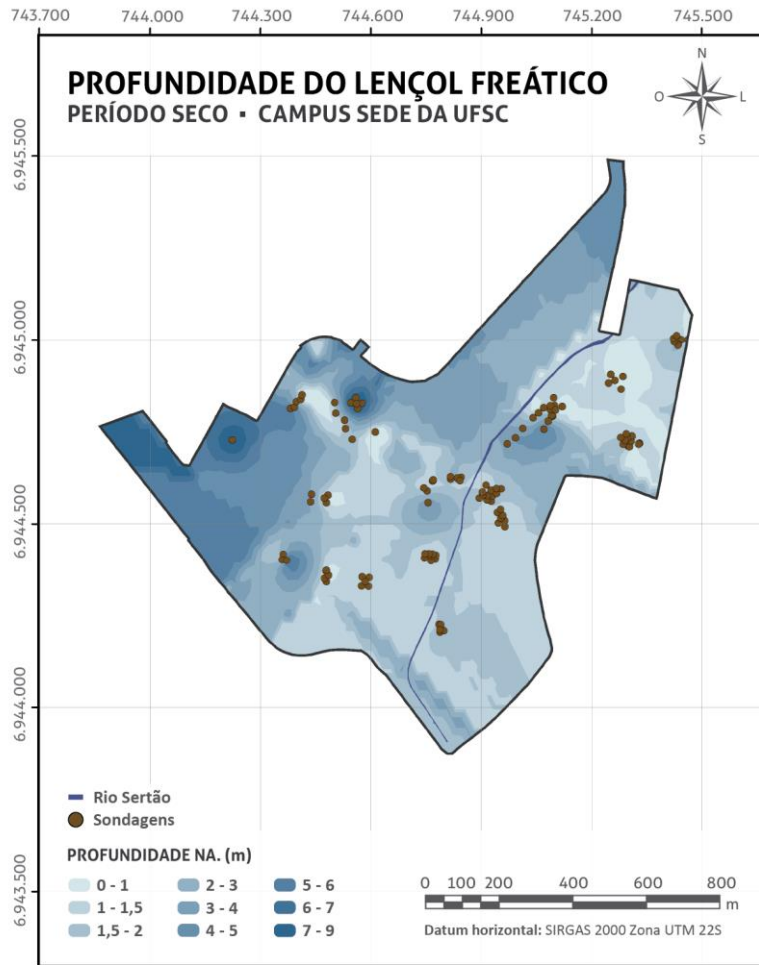 743.700 744.000 744.300 744.600 744.900 745.200 745.500
PROFUNDIDADE DO LENÇOL FREÁTICO
PERÍODO SECO ▪ CAMPUS SEDE DA UFSC
N
O L
S
6.945.500
6.945.000
6.944.500
6.944.000
6.943.500
Rio Sertão
Sondagens
PROFUNDIDADE NA. (m)
0 - 1 2 - 3 5 - 6
1 - 1,5 3 - 4 6 - 7
1,5 - 2 4 - 5 7 - 9
0 100 200 400 600 800
m
Datum horizontal: SIRGAS 2000 Zona UTM 22S